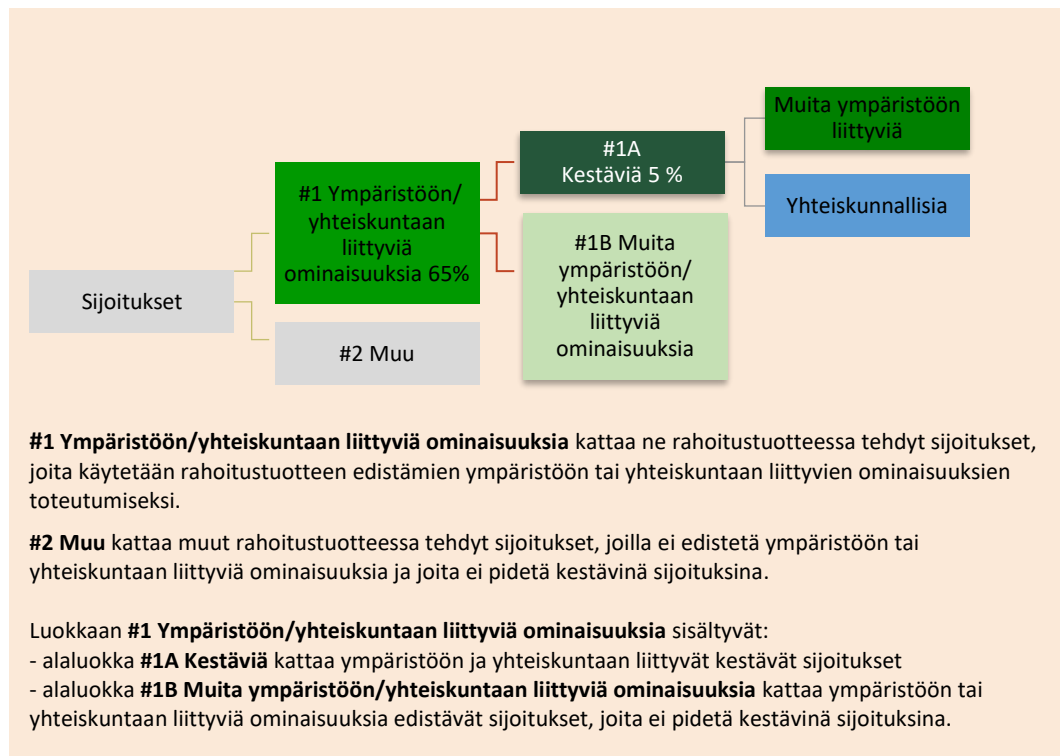 Sijoitukset
#1 Ympäristöön/
yhteiskuntaan
liittyviä
ominaisuuksia 65%
#2 Muu
#1A
Kestäviä 5 %
#1B Muita
ympäristöön/
yhteiskuntaan
liittyviä
ominaisuuksia
Muita ympäristöön
liittyviä
Yhteiskunnallisia
#1 Ympäristöön/yhteiskuntaan liittyviä ominaisuuksia kattaa ne rahoitustuotteessa tehdyt sijoitukset,
joita käytetään rahoitustuotteen edistämien ympäristöön tai yhteiskuntaan liittyvien ominaisuuksien
toteutumiseksi.
#2 Muu kattaa muut rahoitustuotteessa tehdyt sijoitukset, joilla ei edistetä ympäristöön tai
yhteiskuntaan liittyviä ominaisuuksia ja joita ei pidetä kestävinä sijoituksina.
Luokkaan #1 Ympäristöön/yhteiskuntaan liittyviä ominaisuuksia sisältyvät:
- alaluokka #1A Kestäviä kattaa ympäristöön ja yhteiskuntaan liittyvät kestävät sijoitukset
- alaluokka #1B Muita ympäristöön/yhteiskuntaan liittyviä ominaisuuksia kattaa ympäristöön tai
yhteiskuntaan liittyviä ominaisuuksia edistävät sijoitukset, joita ei pidetä kestävinä sijoituksina.